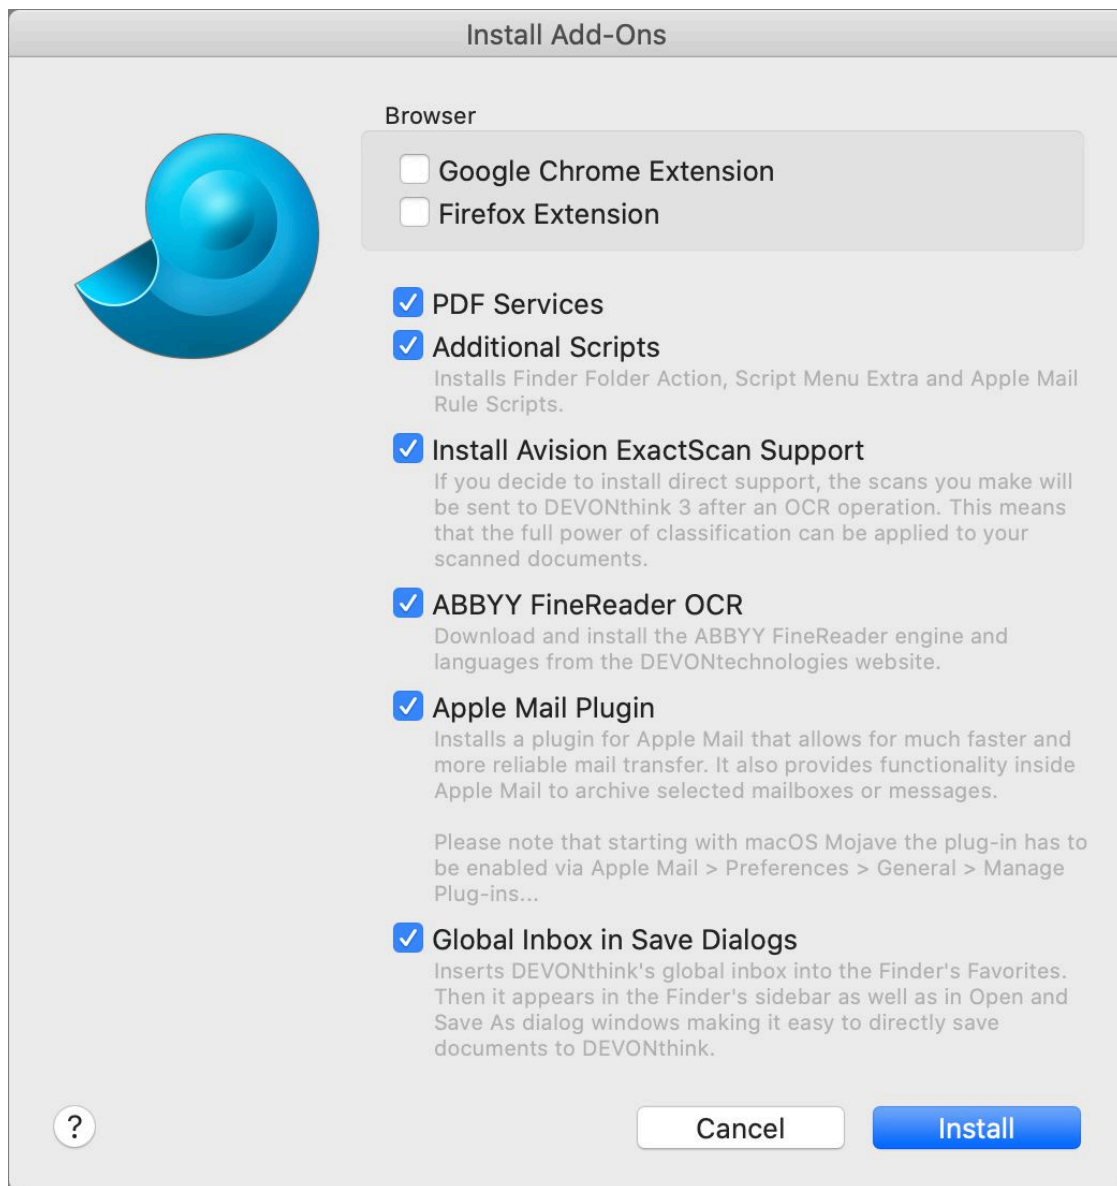 Install Add-Ons
Browser
Google Chrome Extension
Firefox Extension
PDF Services
Additional Scripts
Installs Finder Folder Action, Script Menu Extra and Apple Mail
Rule Scripts.
Install Avision ExactScan Support
If you decide to install direct support, the scans you make will
be sent to DEVONthink 3 after an OCR operation. This means
that the full power of classification can be applied to your
scanned documents.
ABBYY FineReader OCR
Download and install the ABBYY FineReader engine and
languages from the DEVONtechnologies website.
Apple Mail Plugin
Installs a plugin for Apple Mail that allows for much faster and
more reliable mail transfer. It also provides functionality inside
Apple Mail to archive selected mailboxes or messages.
Please note that starting with macOS Mojave the plug-in has to
be enabled via Apple Mail > Preferences > General > Manage
Plug-ins...
Global Inbox in Save Dialogs
Inserts DEVONthink's global inbox into the Finder's Favorites.
Then it appears in the Finder's sidebar as well as in Open and
Save As dialog windows making it easy to directly save
documents to DEVONthink.
? Cancel Install